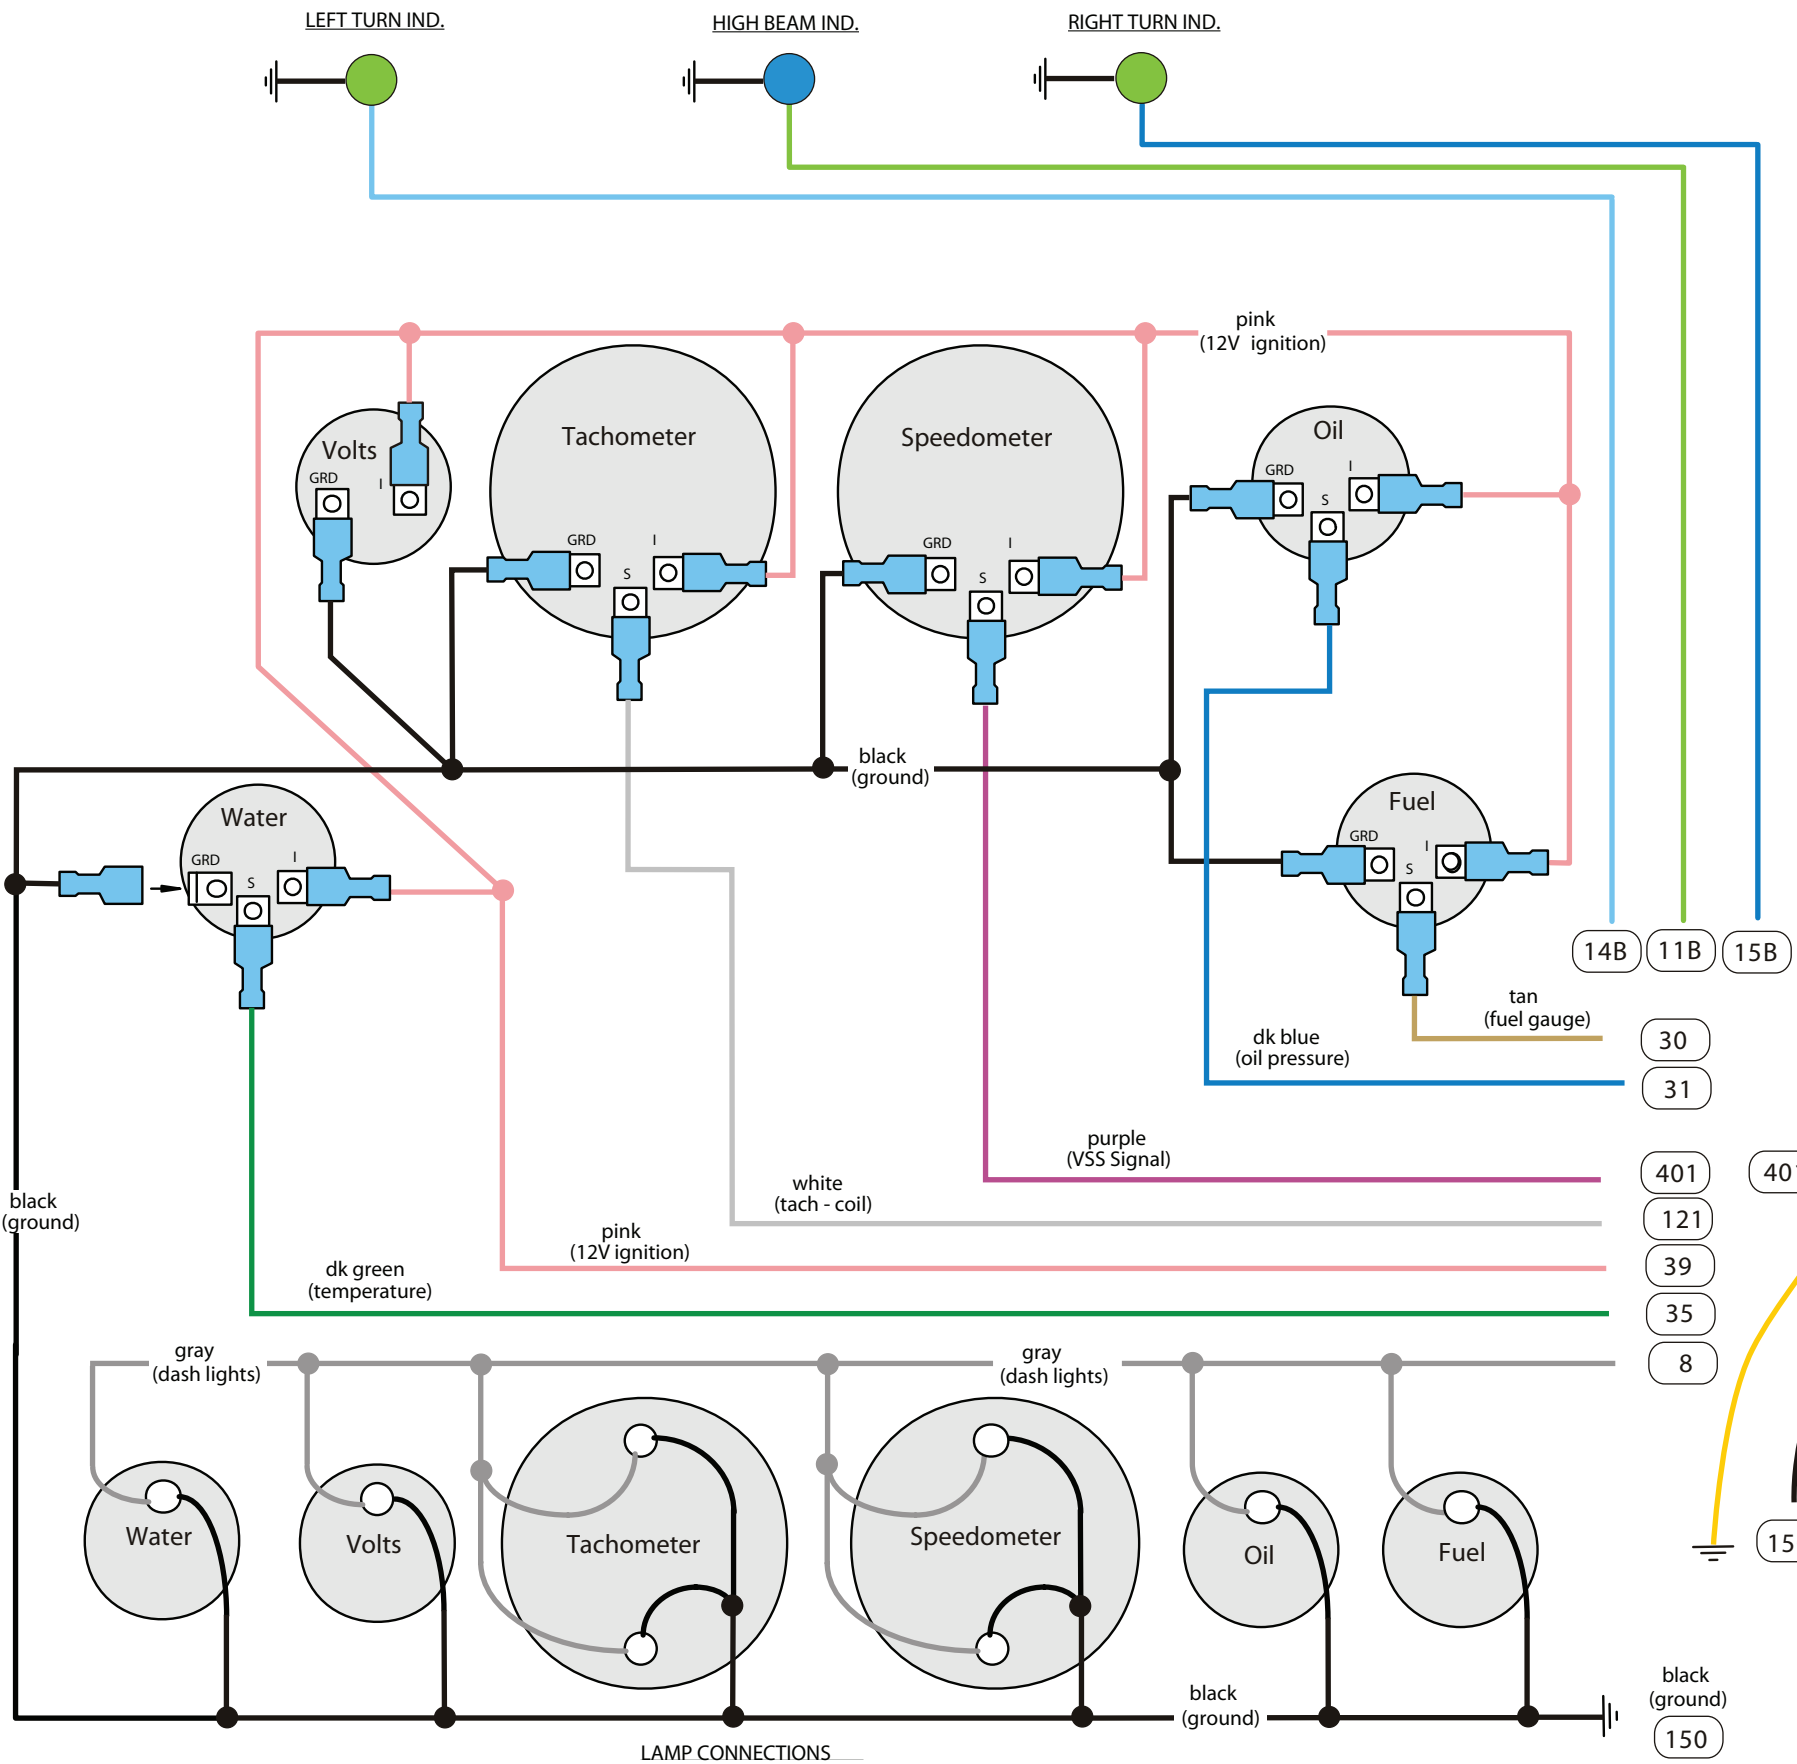 LEFT TURN IND.
HIGH BEAM IND.
RIGHT TURN IND.
pink
(12V ignition)
Volts
GRD
I
Tachometer
GRD
I
S
Speedometer
GRD
I
S
Oil
GRD
I
S
black
(ground)
Water
GRD
I
S
Fuel
GRD
I
S
14B
11B
15B
tan
(fuel gauge)
30
dk blue
(oil pressure)
31
purple
(VSS Signal)
401
white
(tach - coil)
121
black
(ground)
pink
(12V ignition)
39
dk green
(temperature)
35
gray
(dash lights)
gray
(dash lights)
8
Water
Volts
Tachometer
Speedometer
Oil
Fuel
15
black
(ground)
black
(ground)
150
LAMP CONNECTIONS